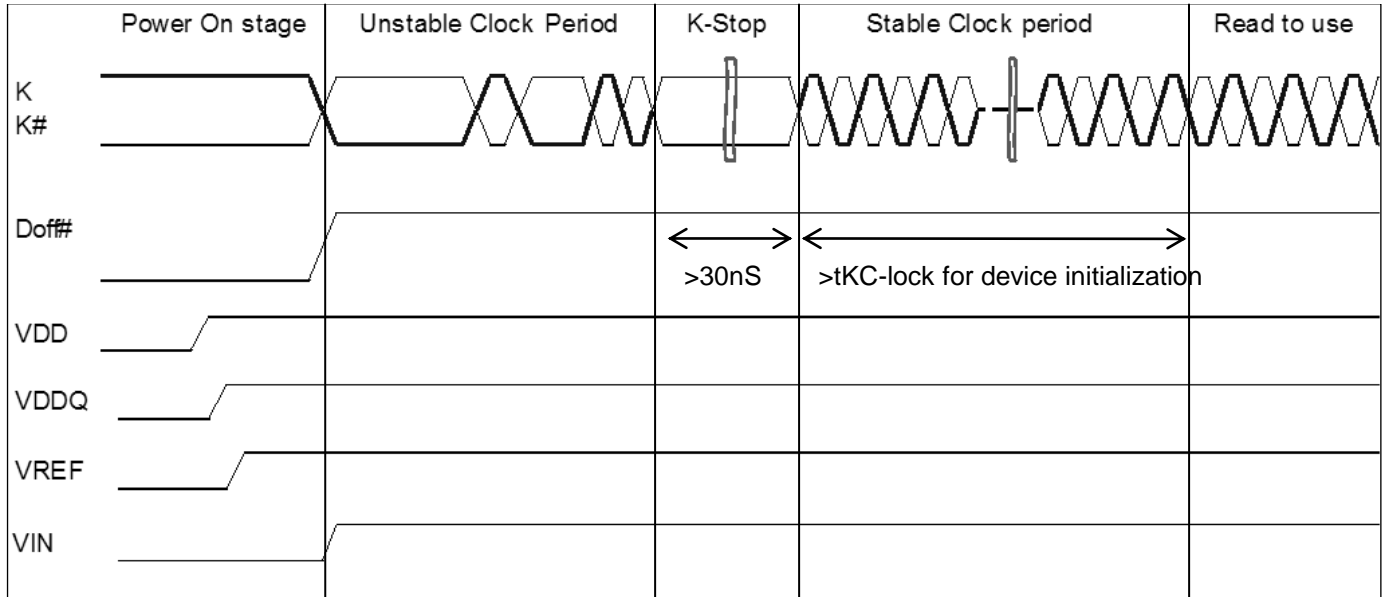 Power On stage
Unstable Clock Period
K-Stop
Stable Clock period
Read to use
K
K#
Doff#
>30nS
>tKC-lock for device initialization
VDD
VDDQ
VREF
VIN